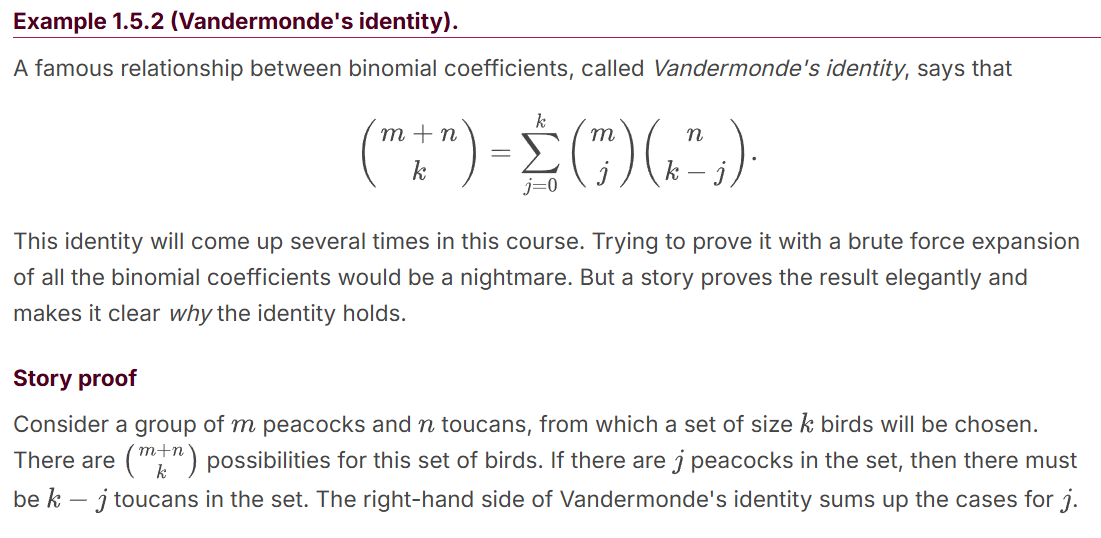 Example 1.5.2 (Vandermonde's identity).
A famous relationship between binomial coefficients, called Vandermonde's identity, says that
$$\binom{m+n}{k} = \sum_{j=0}^{k} \binom{m}{j} \binom{n}{k-j}.$$
This identity will come up several times in this course. Trying to prove it with a brute force expansion
of all the binomial coefficients would be a nightmare. But a story proves the result elegantly and
makes it clear why the identity holds.
Story proof
Consider a group of $m$ peacocks and $n$ toucans, from which a set of size $k$ birds will be chosen.
There are $\binom{m+n}{k}$ possibilities for this set of birds. If there are $j$ peacocks in the set, then there must
be $k - j$ toucans in the set. The right-hand side of Vandermonde's identity sums up the cases for $j$.